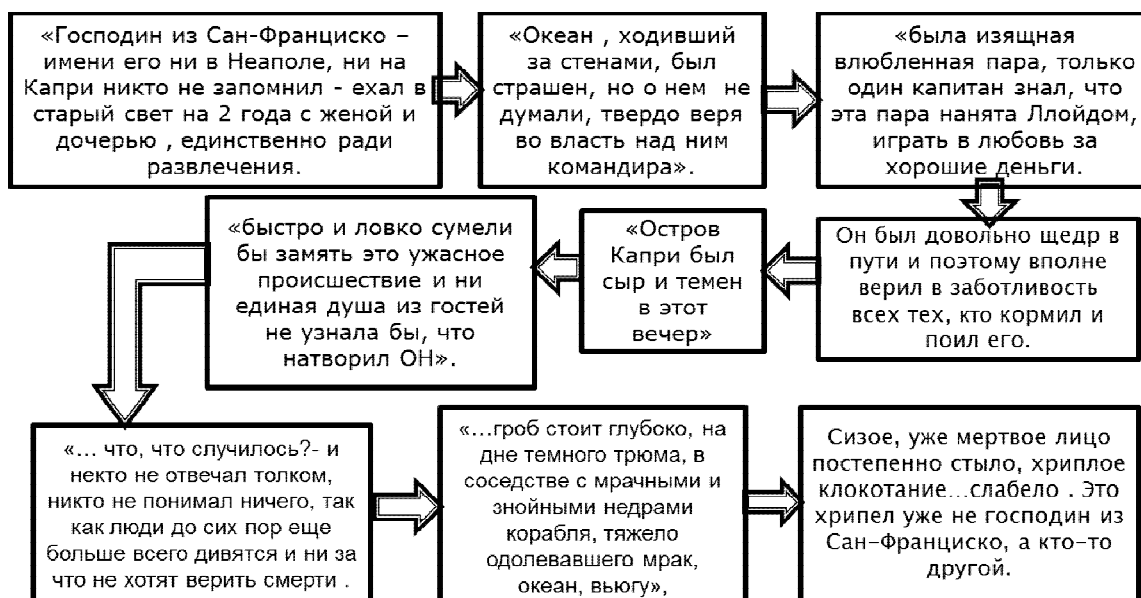 «Господин из Сан-Франциско –
имени его ни в Неаполе, ни на
Капри никто не запомнил - ехал в
старый свет на 2 года с женой и
дочерью , единственно ради
развлечения.
«Океан , ходивший
за стенами, был
страшен, но о нем не
думали, твердо веря
во власть над ним
командира».
«была изящная
влюбленная пара, только
один капитан знал, что
эта пара нанята Ллойдом,
играть в любовь за
хорошие деньги.
Он был довольно щедр в
пути и поэтому вполне
верил в заботливость
всех тех, кто кормил и
поил его.
«Остров
Капри был
сыр и темен
в этот
вечер»
«быстро и ловко сумели
бы замять это ужасное
происшествие и ни
единая душа из гостей
не узнала бы, что
натворил ОН».
«... что, что случилось?- и
некто не отвечал толком,
никто не понимал ничего, так
как люди до сих пор еще
больше всего дивятся и ни за
что не хотят верить смерти .
«...гроб стоит глубоко, на
дне темного трюма, в
соседстве с мрачными и
знойными недрами
корабля, тяжело
одолевавшего мрак,
океан, вьюгу»,
Сизое, уже мертвое лицо
постепенно стыло, хриплое
клокотание...слабело . Это
хрипел уже не господин из
Сан-Франциско, а кто-то
другой.